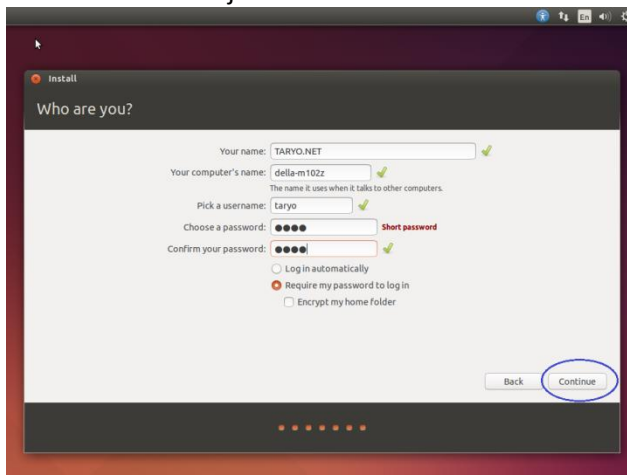 En
Install
Who are you?
Your name: TARYO.NET
Your computer's name: della-m102z
The name it uses when it talks to other computers.
Pick a username: taryo
Choose a password: ●●●● Short password
Confirm your password: ●●●●
Log in automatically
Require my password to log in
Encrypt my home folder
Back Continue